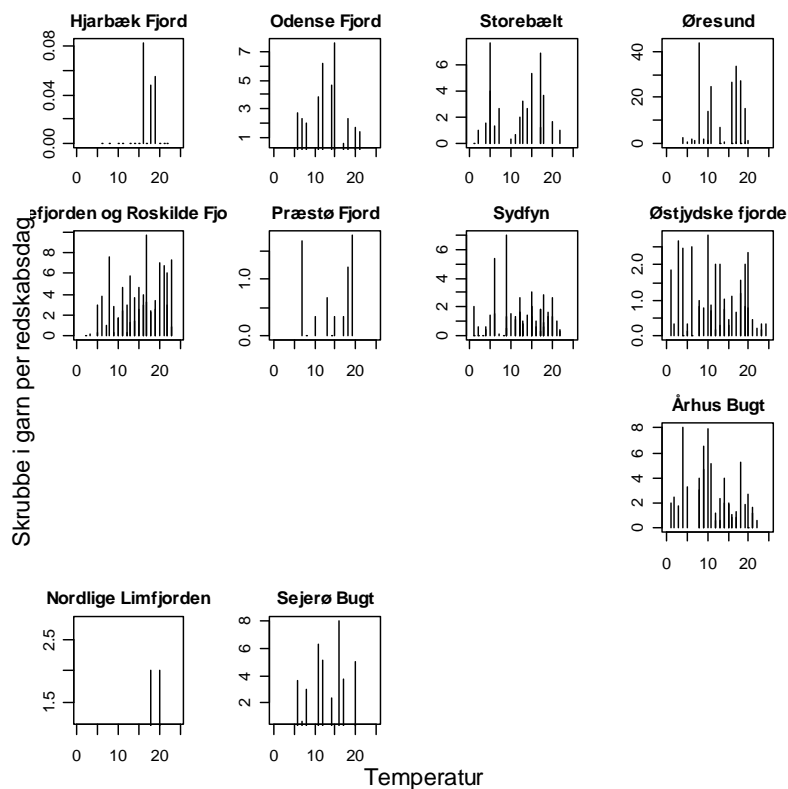 Hjarbæk Fjord
Odense Fjord
Storebælt
Øresund
0.00 0.04 0.08
1 3 5 7
0 2 4 6
0 20 40
0 10 20
0 10 20
0 10 20
0 10 20
efjorden og Roskilde Fjo
Præstø Fjord
Sydfyn
Østjydske fjorde
0 2 4 6 8
0.0 1.0
0 2 4 6
0.0 1.0 2.0
0 10 20
0 10 20
0 10 20
0 10 20
Skrubbe i garn per redskabsdag
Århus Bugt
0 2 4 6 8
0 10 20
Nordlige Limfjorden
Sejerø Bugt
1.5 2.5
2 4 6 8
0 10 20
0 10 20
Temperatur